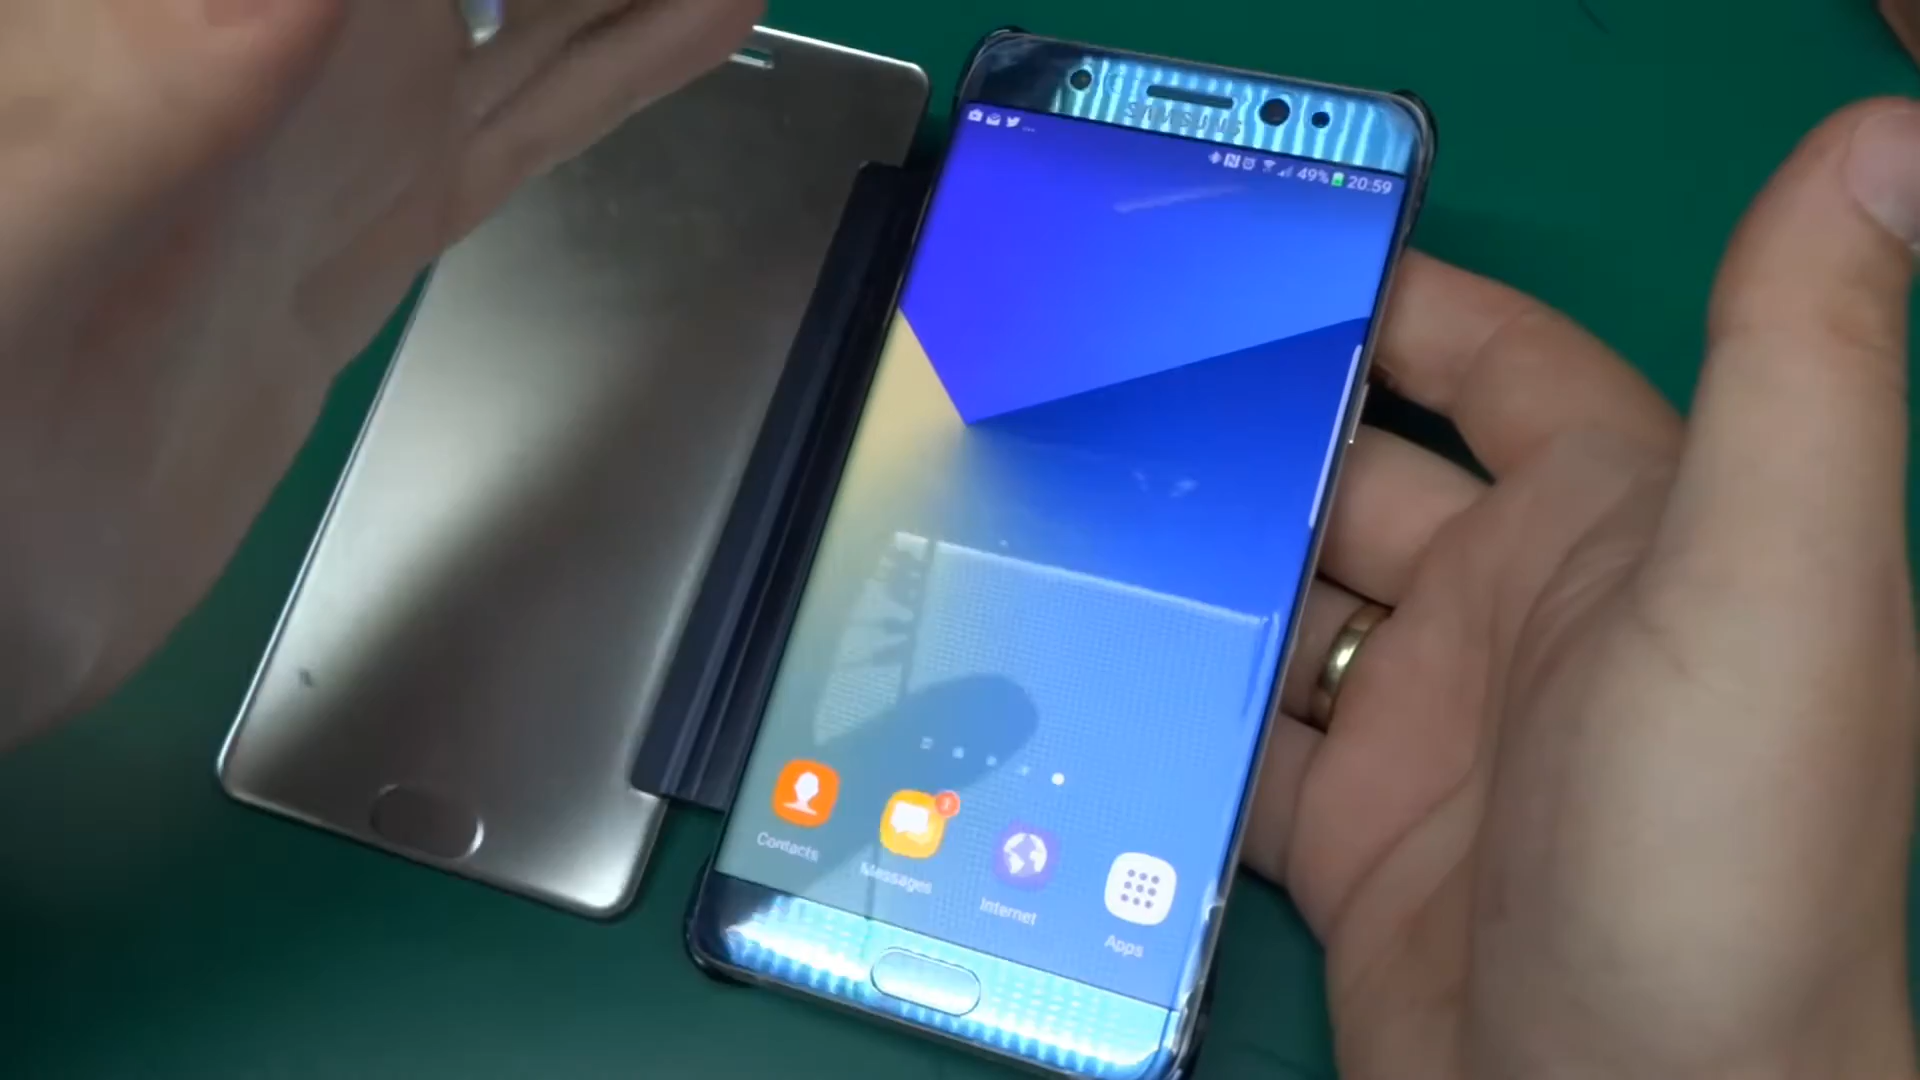 SAMSUNG
49% 20:59
Contacts
Messages
Internet
Apps